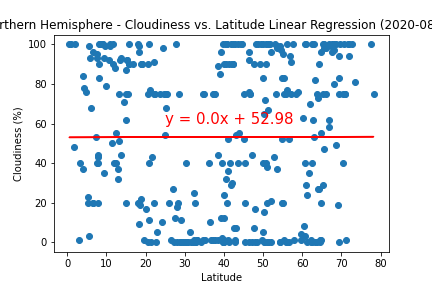 rthern Hemisphere - Cloudiness vs. Latitude Linear Regression (2020-08
100
80
60
40
20
0
Cloudiness (%)
y = 0.0x + 52.98
0 10 20 30 40 50 60 70 80
Latitude